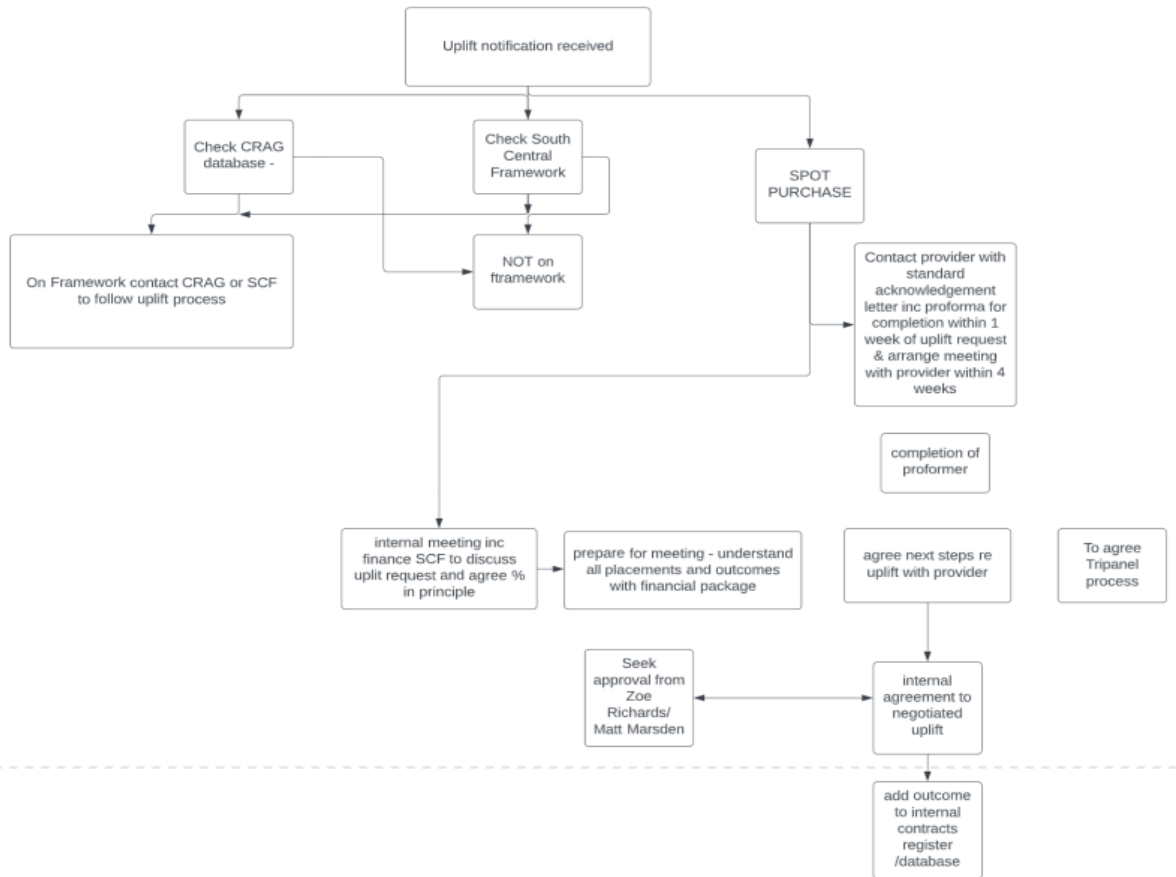 Uplift notification received
Check CRAG
database -
Check South
Central
Framework
SPOT
PURCHASE
On Framework contact CRAG or SCF
to follow uplift process
NOT on
ftramework
Contact provider with
standard
acknowledgement
letter inc proforma for
completion within 1
week of uplift request
& arrange meeting
with provider within 4
weeks
completion of
proformer
internal meeting inc
finance SCF to discuss
uplit request and agree %
in principle
prepare for meeting - understand
all placements and outcomes
with financial package
agree next steps re
uplift with provider
To agree
Tripanel
process
Seek
approval from
Zoe
Richards/
Matt Marsden
internal
agreement to
negotiated
uplift
add outcome
to internal
contracts
register
/database